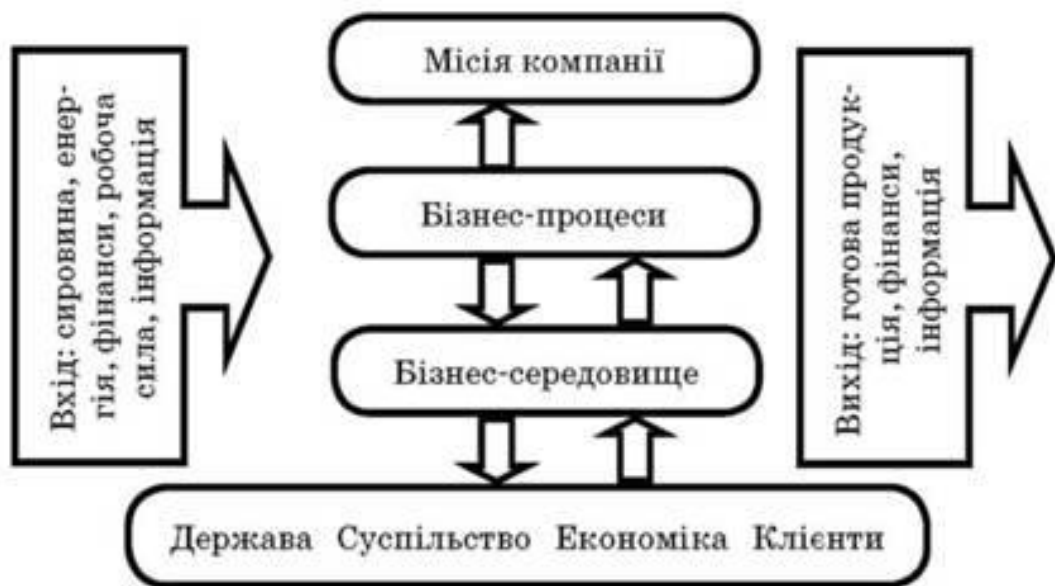 Місія компанії
Вхід: сировина, енер-
гія, фінанси, робоча
сила, інформація
Бізнес-процеси
Бізнес-середовище
Вихід: готова продук-
ція, фінанси,
інформація
Держава Суспільство Економіка Клієнти